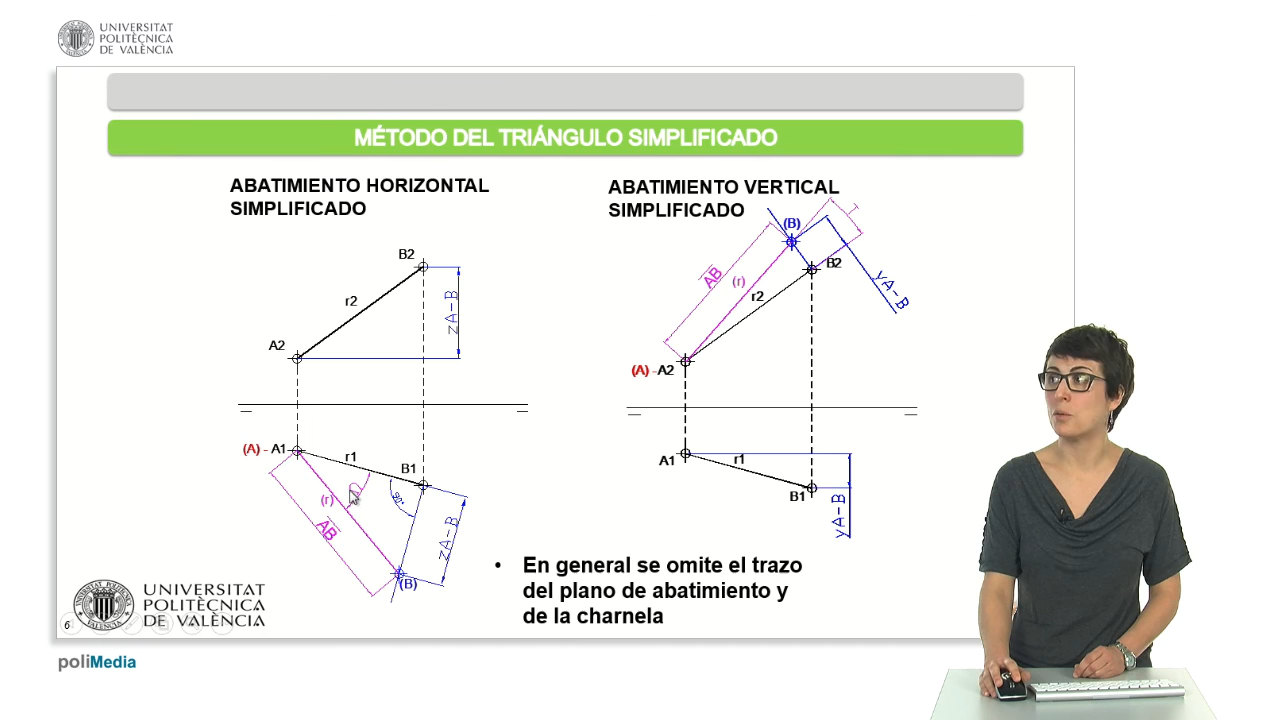 UNIVERSITAT
POLITÈCNICA
DE VALÈNCIA
MÉTODO DEL TRIÁNGULO SIMPLIFICADO
ABATIMIENTO HORIZONTAL
SIMPLIFICADO
B2
r2
A2
zA-B
(A) - A1
r1
B1
(r)
90°
AB
zA-B
(B)
ABATIMIENTO VERTICAL
SIMPLIFICADO
(B)
B2
AB
(r)
r2
yA-B
(A) - A2
A1
r1
B1
yA-B
• En general se omite el trazo
del plano de abatimiento y
de la charnela
UNIVERSITAT
POLITÈCNICA
DE VALÈNCIA
6
poliMedia